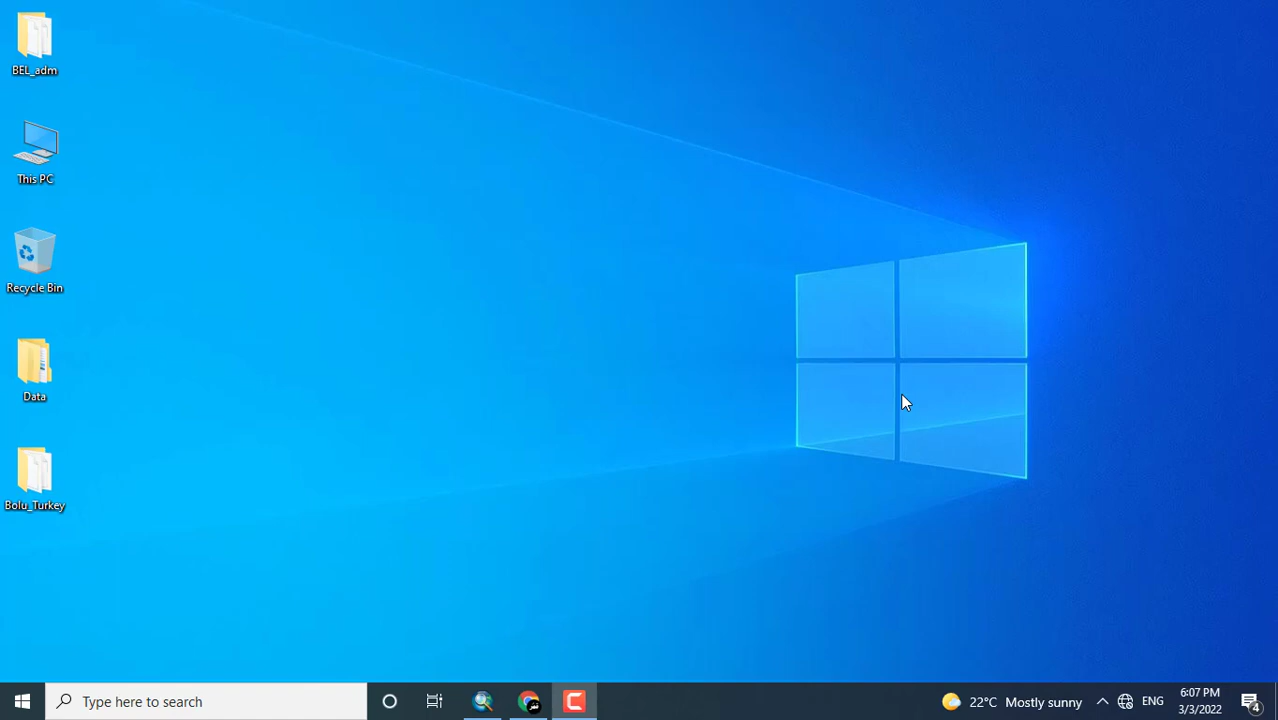 BEL_adm
This PC
Recycle Bin
Data
Bolu_Turkey
Type here to search
22°C Mostly sunny
ENG
6:07 PM
3/3/2022
4